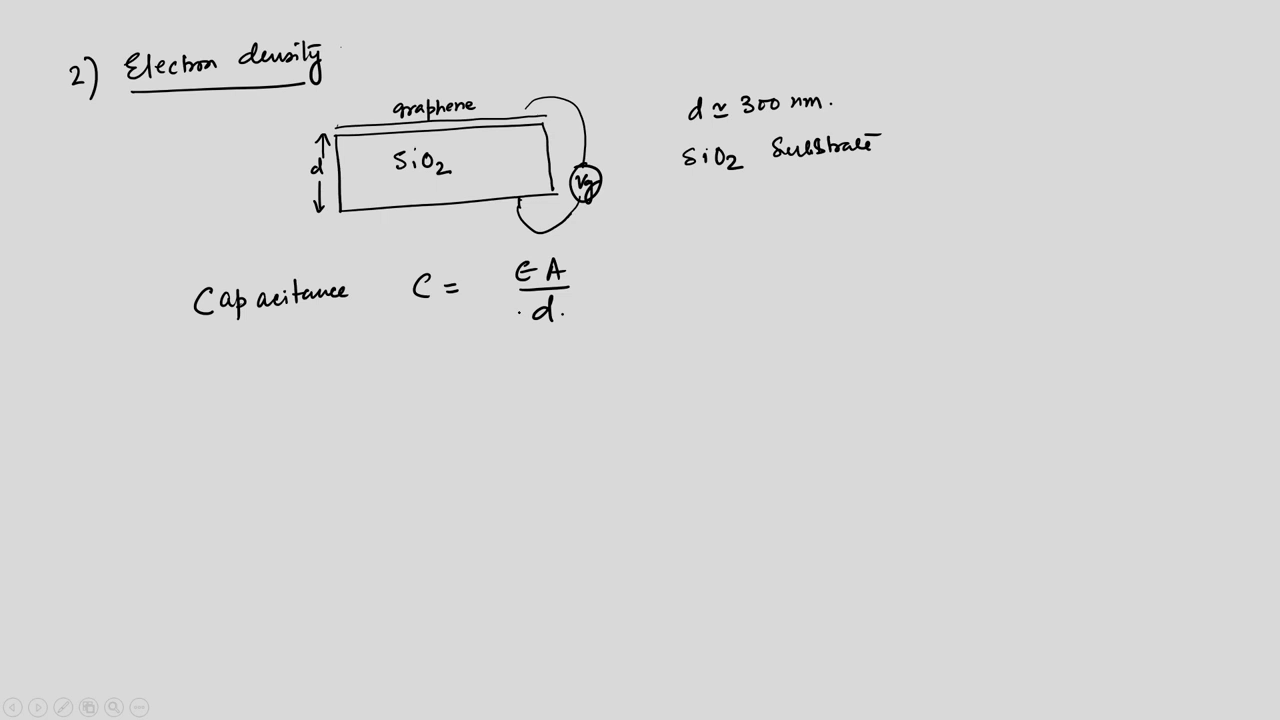 2) Electron density
graphene
d ≃ 300 nm.
d
SiO₂
SiO₂ Substrate
Vg
Capacitance C = ϵA/d